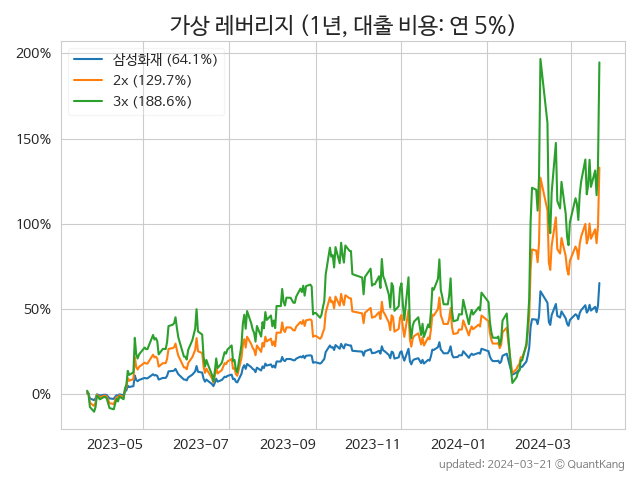 가상 레버리지 (1년, 대출 비용: 연 5%)
200%
150%
100%
50%
0%
삼성화재 (64.1%)
2x (129.7%)
3x (188.6%)
2023-05
2023-07
2023-09
2023-11
2024-01
2024-03
updated: 2024-03-21 © QuantKang